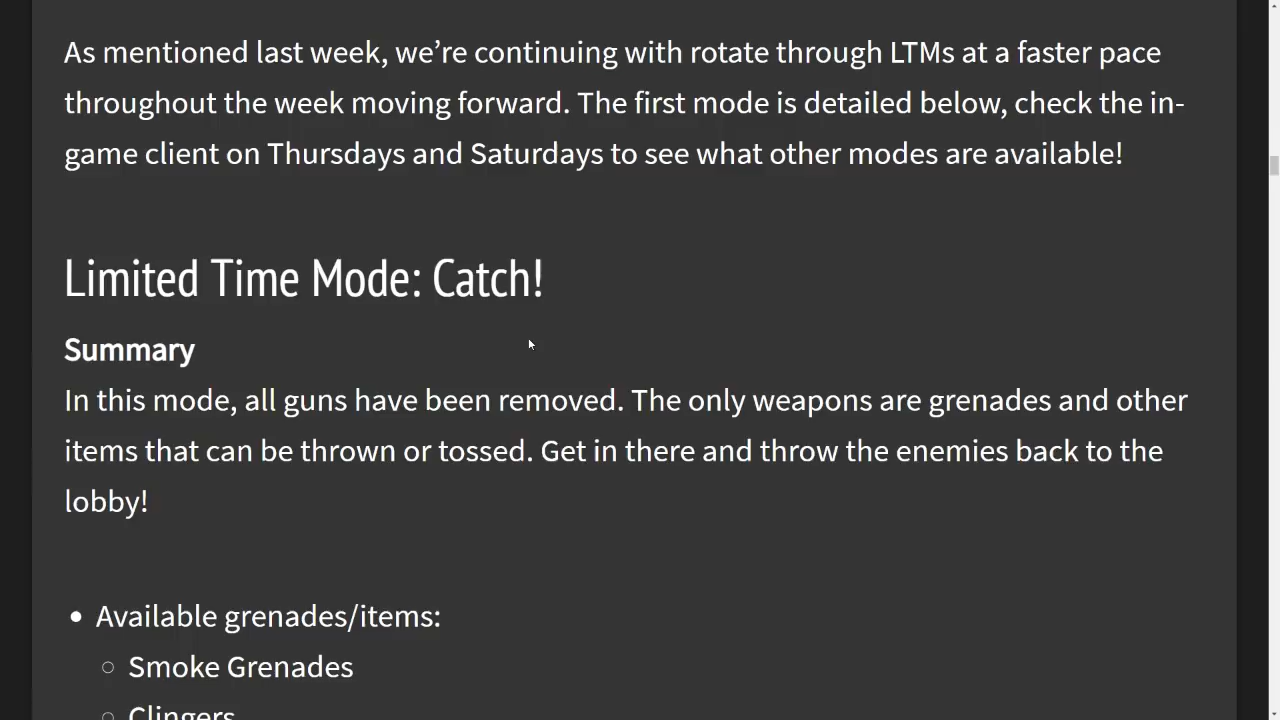 As mentioned last week, we’re continuing with rotate through LTMs at a faster pace
throughout the week moving forward. The first mode is detailed below, check the in-
game client on Thursdays and Saturdays to see what other modes are available!
Limited Time Mode: Catch!
Summary
In this mode, all guns have been removed. The only weapons are grenades and other
items that can be thrown or tossed. Get in there and throw the enemies back to the
lobby!
Available grenades/items:
Smoke Grenades
Clingers